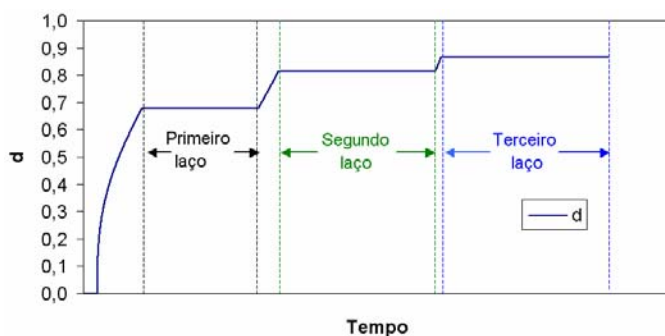 1,0
0,9
0,8
0,7
0,6
0,5
0,4
0,3
0,2
0,1
0,0
d
Primeiro
laço
Segundo
laço
Terceiro
laço
d
Tempo